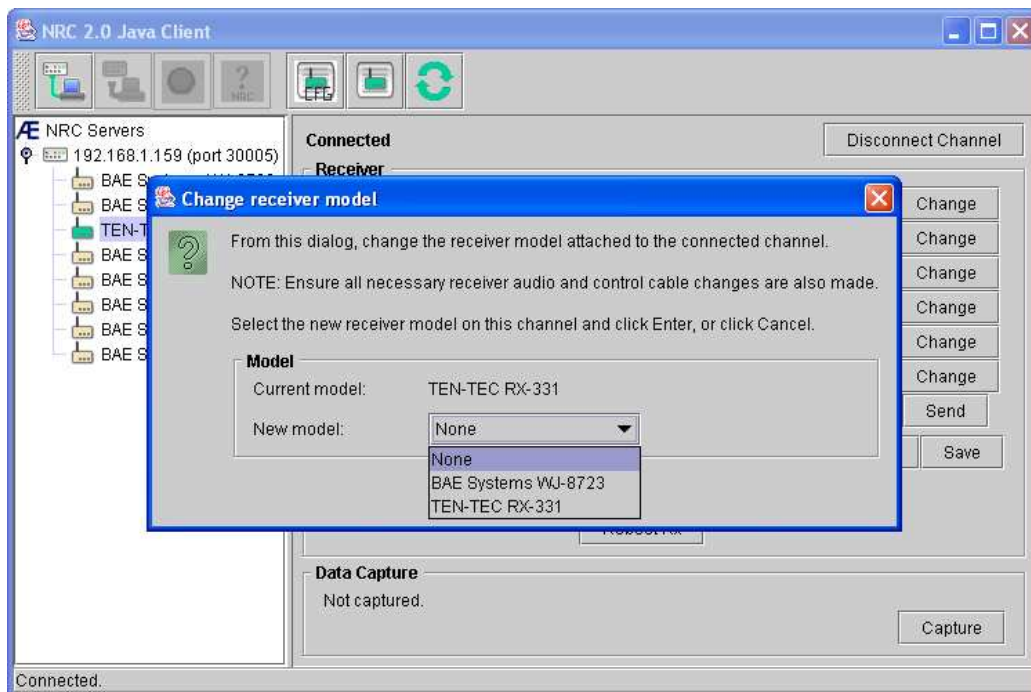 NRC 2.0 Java Client
CFG
NRC
Æ NRC Servers
192.168.1.159 (port 30005)
BAE
BAE S
TEN-T
BAE S
BAE S
BAE S
BAE S
BAE S
Connected
Disconnect Channel
Receiver
Change
Change
Change
Change
Change
Change
Send
Save
Change receiver model
From this dialog, change the receiver model attached to the connected channel.
NOTE: Ensure all necessary receiver audio and control cable changes are also made.
Select the new receiver model on this channel and click Enter, or click Cancel.
Model
Current model: TEN-TEC RX-331
New model: None
None
BAE Systems WJ-8723
TEN-TEC RX-331
Data Capture
Not captured.
Capture
Connected.